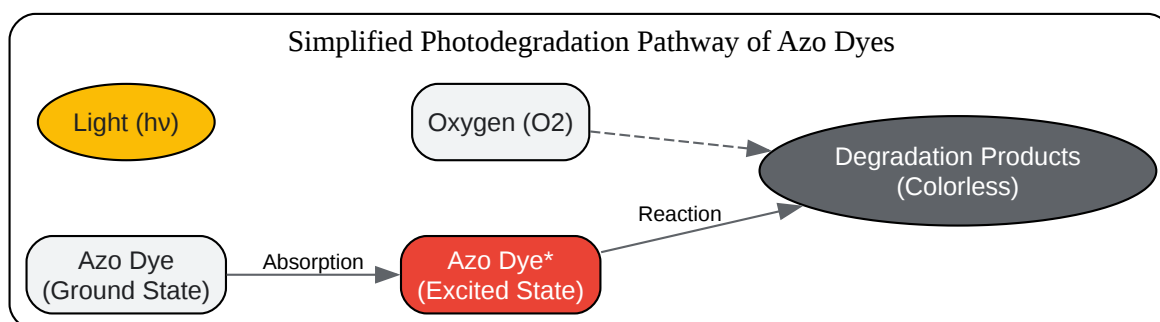 Simplified Photodegradation Pathway of Azo Dyes
Light (hν)
Oxygen (O2)
Degradation Products
(Colorless)
Reaction
Azo Dye
(Ground State)
Absorption
Azo Dye*
(Excited State)